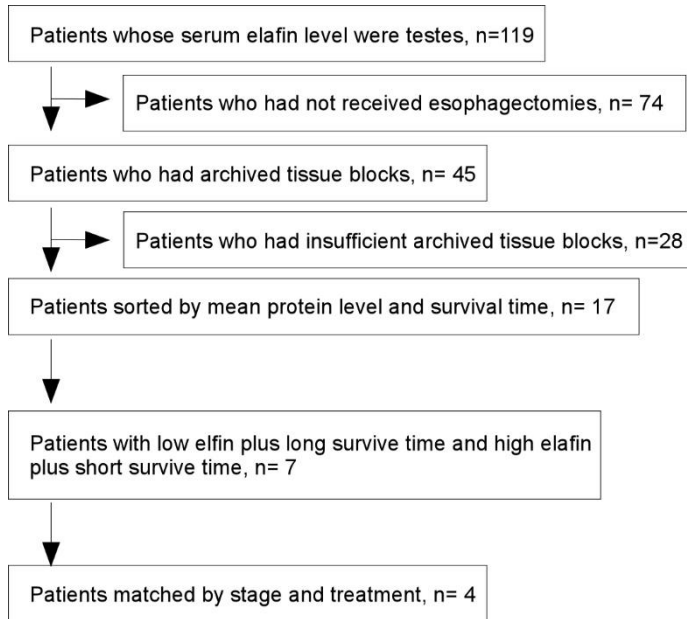 Patients whose serum elafin level were testes, n=119
Patients who had not received esophagectomies, n= 74
Patients who had archived tissue blocks, n= 45
Patients who had insufficient archived tissue blocks, n=28
Patients sorted by mean protein level and survival time, n= 17
Patients with low elfin plus long survive time and high elafin
plus short survive time, n= 7
Patients matched by stage and treatment, n= 4